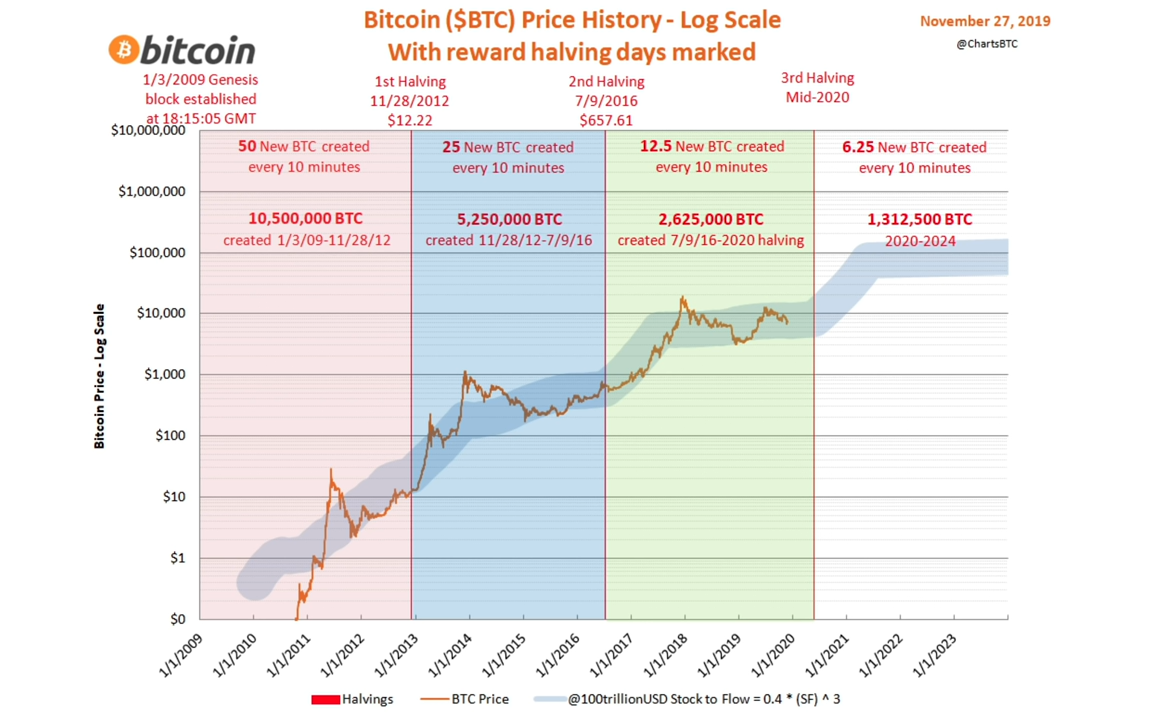 Bitcoin ($BTC) Price History - Log Scale
With reward halving days marked
November 27, 2019
@ChartsBTC
bitcoin
1/3/2009 Genesis
block established
at 18:15:05 GMT
1st Halving
11/28/2012
$12.22
2nd Halving
7/9/2016
$657.61
3rd Halving
Mid-2020
50 New BTC created
every 10 minutes
25 New BTC created
every 10 minutes
12.5 New BTC created
every 10 minutes
6.25 New BTC created
every 10 minutes
10,500,000 BTC
created 1/3/09-11/28/12
5,250,000 BTC
created 11/28/12-7/9/16
2,625,000 BTC
created 7/9/16-2020 halving
1,312,500 BTC
2020-2024
Bitcoin Price - Log Scale
$10,000,000
$1,000,000
$100,000
$10,000
$1,000
$100
$10
$1
$0
1/1/2009
1/1/2010
1/1/2011
1/1/2012
1/1/2013
1/1/2014
1/1/2015
1/1/2016
1/1/2017
1/1/2018
1/1/2019
1/1/2020
1/1/2021
1/1/2022
1/1/2023
Halvings
BTC Price
@100trillionUSD Stock to Flow = 0.4 * (SF) ^ 3